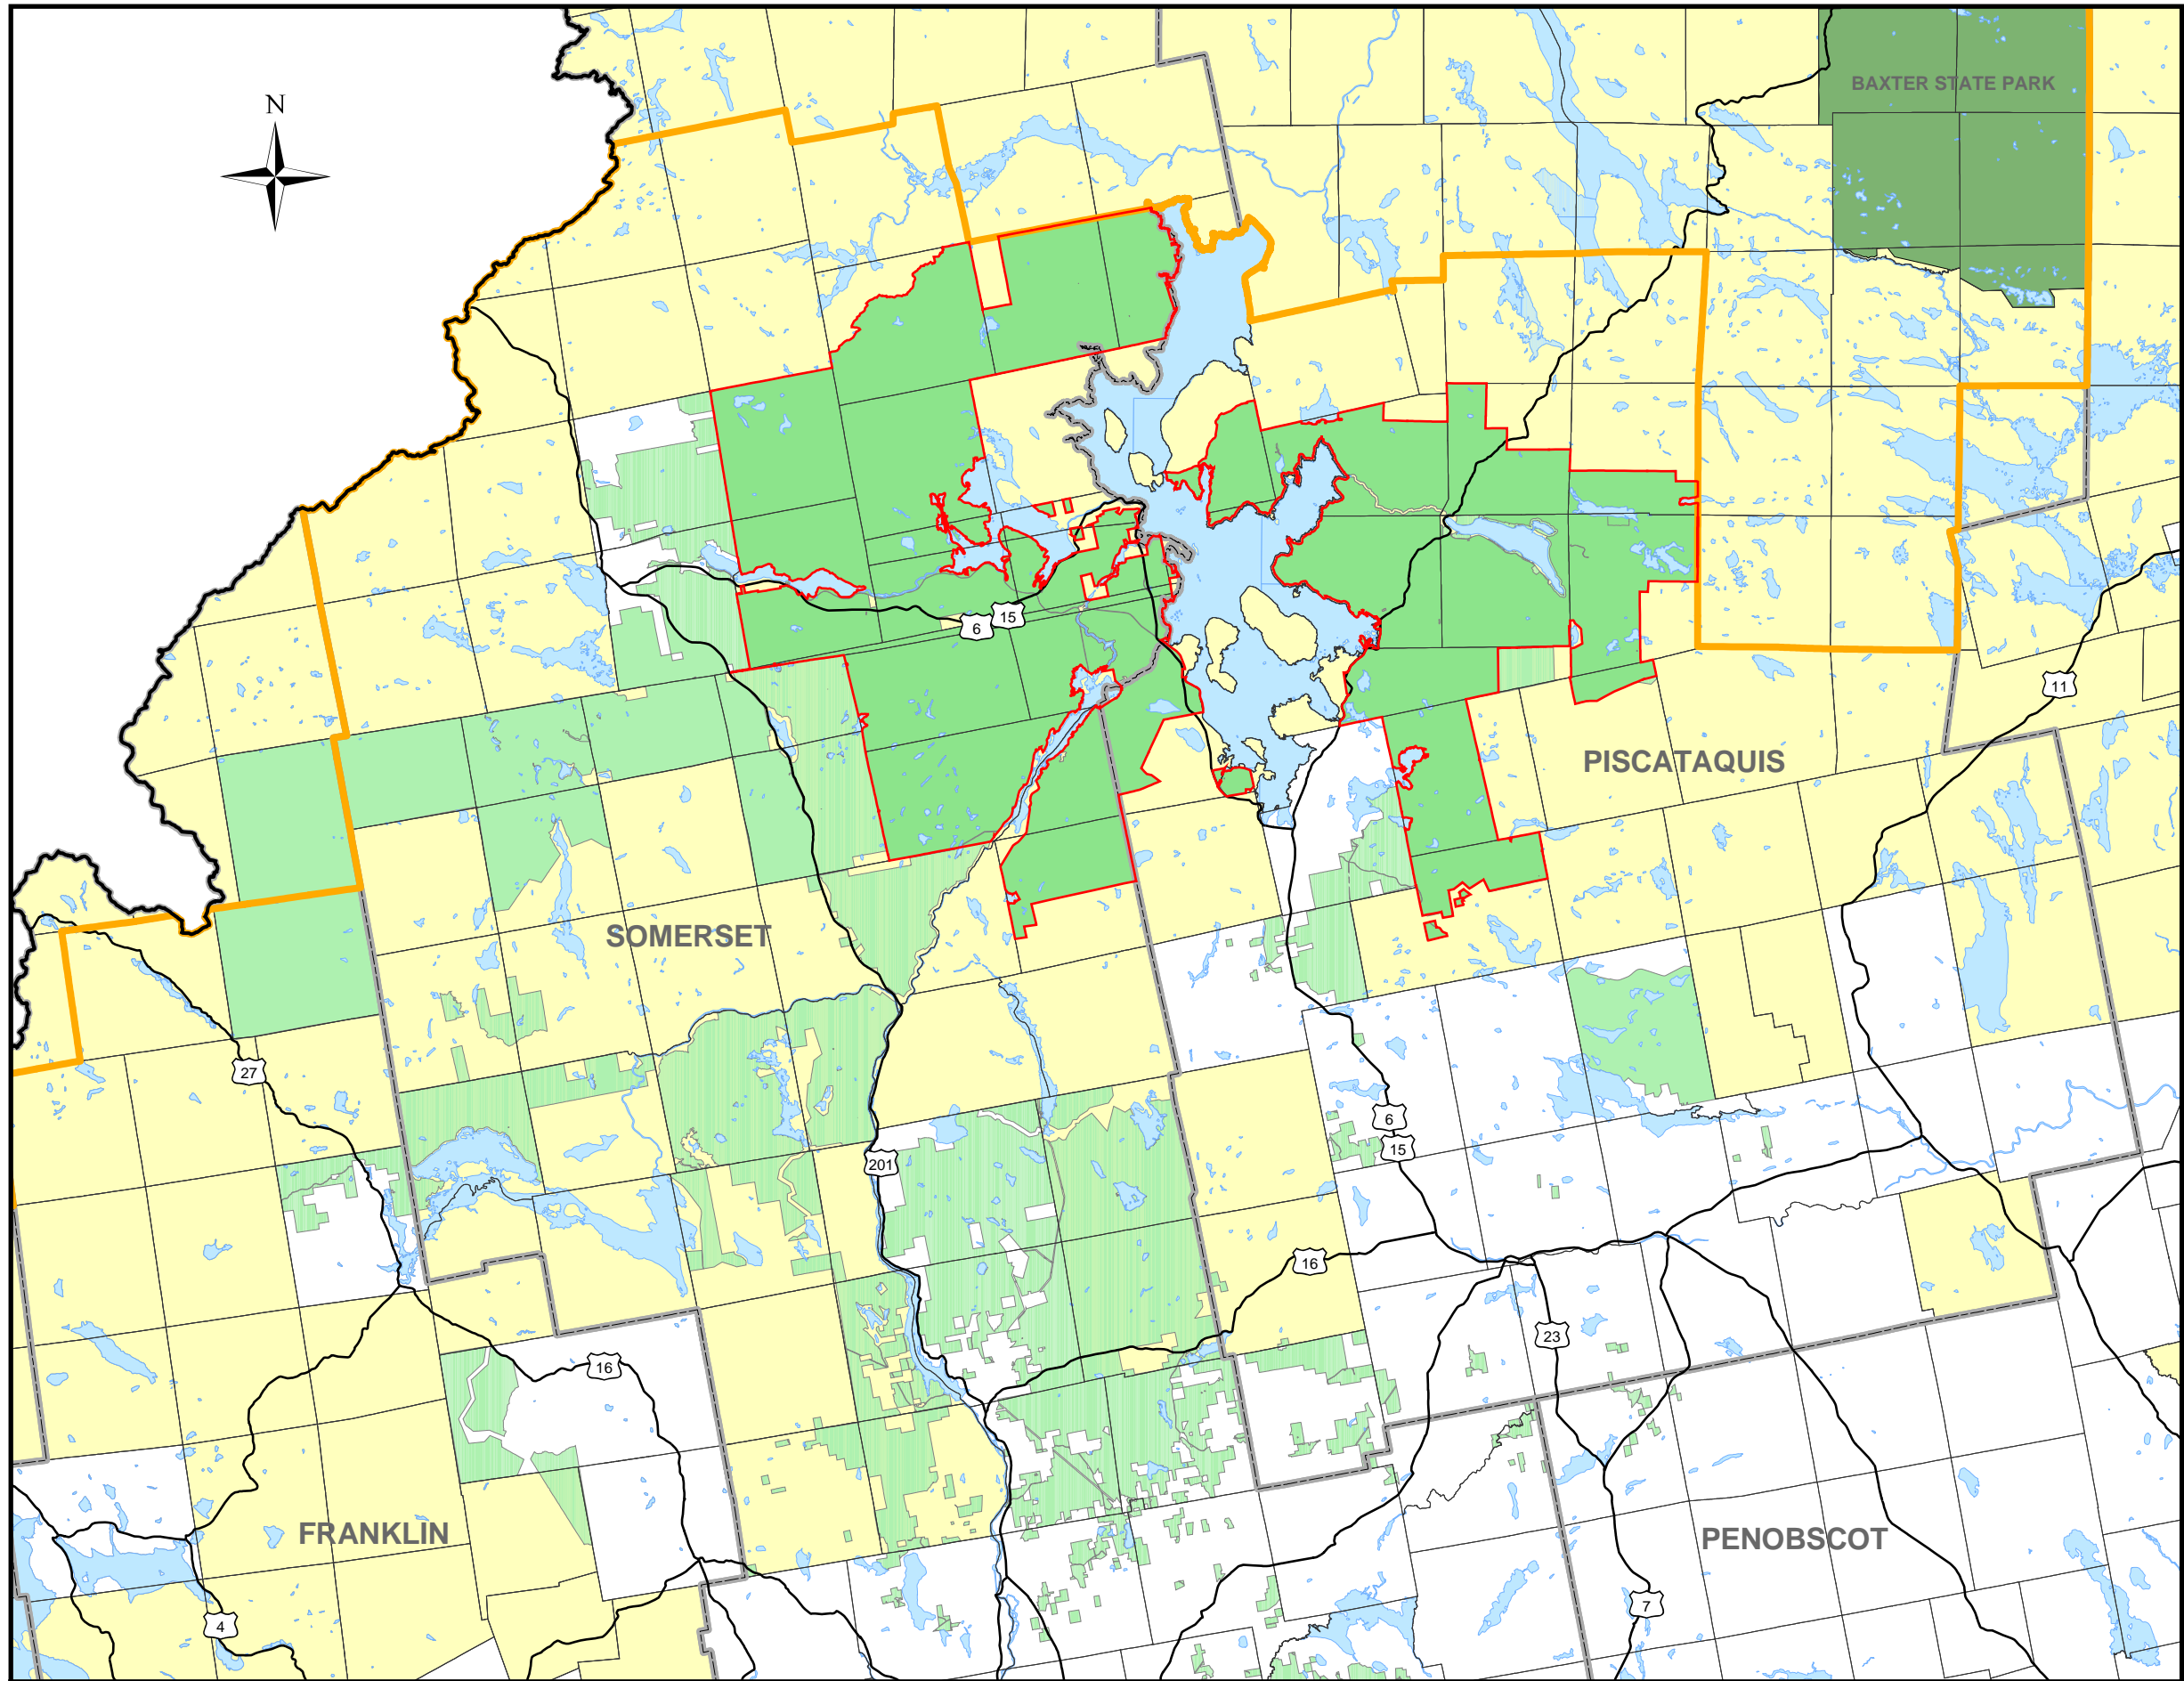 BAXTER STATE PARK
N
6
15
11
PISCATAQUIS
SOMERSET
27
6
15
201
16
23
16
FRANKLIN
PENOBSCOT
7
4